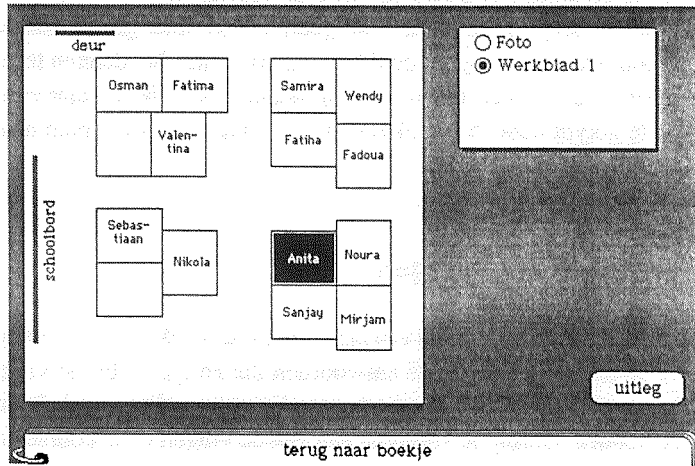 deur
Osman
Fatima
Valen-
tina
Samira
Wendy
Fatiha
Fadoua
schoolbord
Sebas-
tiaan
Nikola
Anita
Noura
Sanjay
Mirjam
Foto
Werkblad 1
uitleg
terug naar boekje